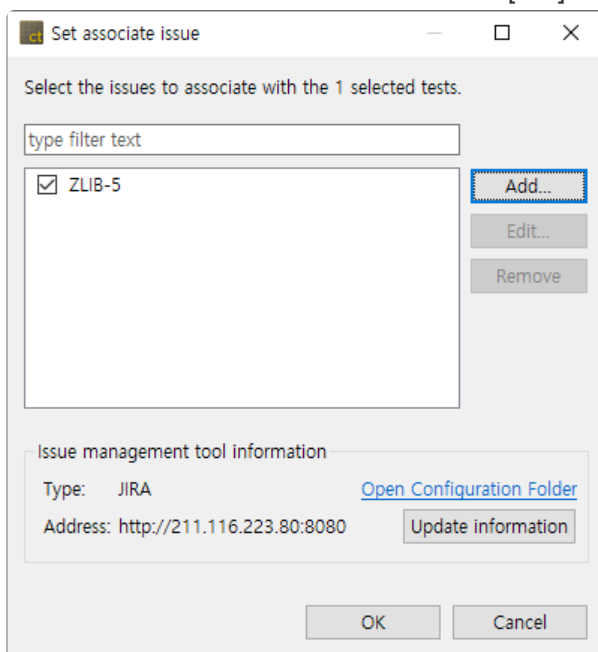 ct Set associate issue
Select the issues to associate with the 1 selected tests.
type filter text
ZLIB-5
Add...
Edit...
Remove
Issue management tool information
Type: JIRA
Open Configuration Folder
Address: http://211.116.223.80:8080
Update information
OK
Cancel